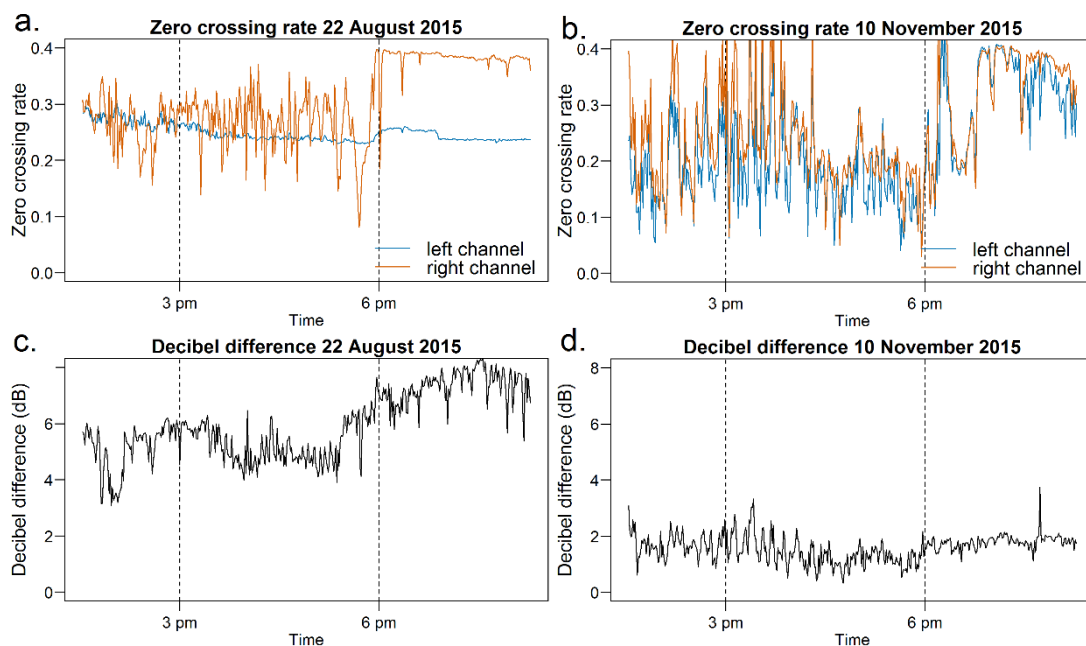 a.
Zero crossing rate 22 August 2015
Zero crossing rate
0.4
0.3
0.2
0.1
0.0
left channel
right channel
3 pm
6 pm
Time
b.
Zero crossing rate 10 November 2015
Zero crossing rate
0.4
0.3
0.2
0.1
0.0
left channel
right channel
3 pm
6 pm
Time
c.
Decibel difference 22 August 2015
Decibel difference (dB)
6
4
2
0
3 pm
6 pm
Time
d.
Decibel difference 10 November 2015
Decibel difference (dB)
8
6
4
2
0
3 pm
6 pm
Time